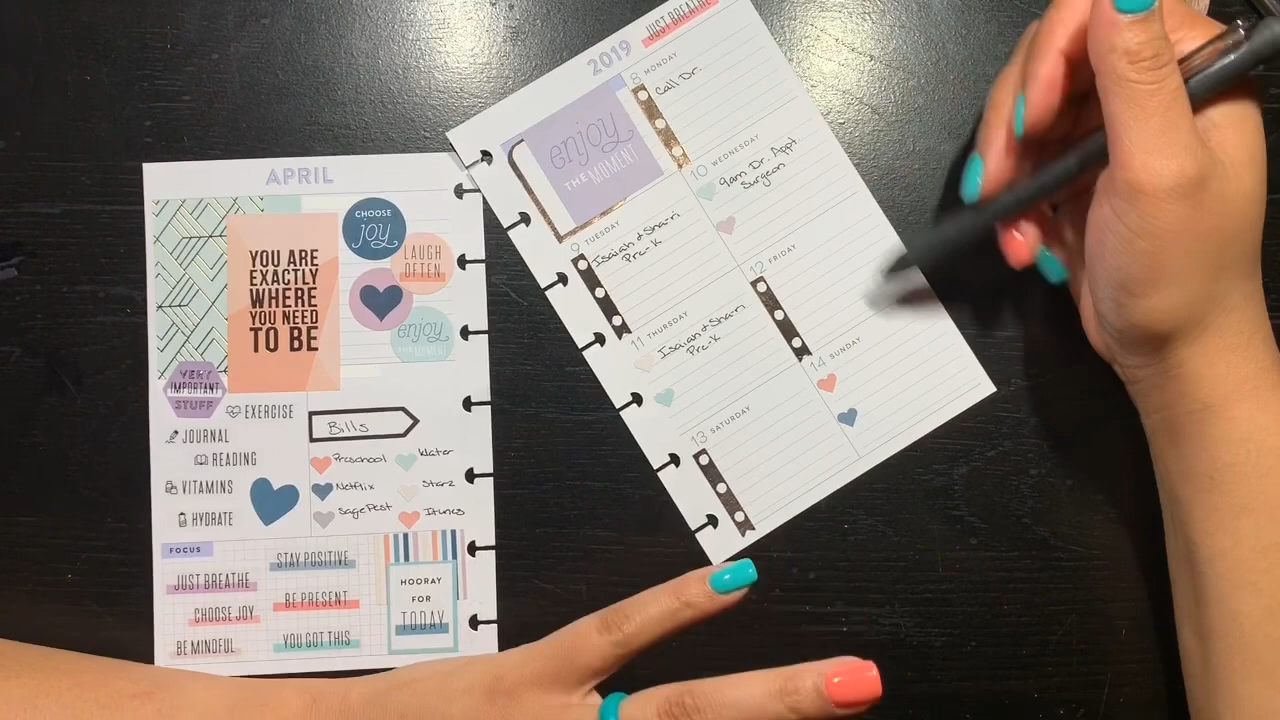 APRIL
YOU ARE
EXACTLY
WHERE
YOU NEED
TO BE
CHOOSE
joy
LAUGH
OFTEN
enjoy
THE MOMENT
VERY
IMPORTANT
STUFF
EXERCISE
JOURNAL
READING
VITAMINS
HYDRATE
Bills
Preschool
Water
Netflix
Starz
SagePest
Itunes
FOCUS
STAY POSITIVE
JUST BREATHE
BE PRESENT
CHOOSE JOY
BE MINDFUL
YOU GOT THIS
HOORAY
FOR
TODAY
2019
JUST BREATHE
enjoy
THE MOMENT
8 MONDAY
Call Dr.
9 TUESDAY
Isaiah & Sha-ri
Pre-K
10 WEDNESDAY
9am Dr. Appt.
Surgeon
11 THURSDAY
Isaiah & Sha-ri
Pre-K
12 FRIDAY
13 SATURDAY
14 SUNDAY